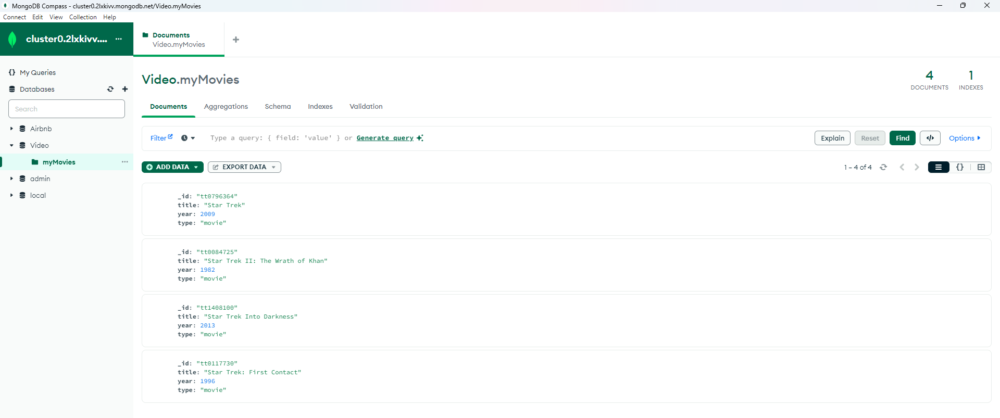 MongoDB Compass - cluster0.2lxkivv.mongodb.net/Video.myMovies
Connect Edit View Collection Help
cluster0.2lxkivv.... ...
Documents
Video.myMovies
My Queries
Databases
Search
Airbnb
Video
myMovies
admin
local
Video.myMovies
4
DOCUMENTS
1
INDEXES
Documents Aggregations Schema Indexes Validation
Filter Type a query: { field: 'value' } or Generate query Explain Reset Find </> Options
ADD DATA EXPORT DATA 1 – 4 of 4 {}
_id: "tt0796364"
title: "Star Trek"
year: 2009
type: "movie"
_id: "tt0084725"
title: "Star Trek II: The Wrath of Khan"
year: 1982
type: "movie"
_id: "tt1408100"
title: "Star Trek Into Darkness"
year: 2013
type: "movie"
_id: "tt0117730"
title: "Star Trek: First Contact"
year: 1996
type: "movie"